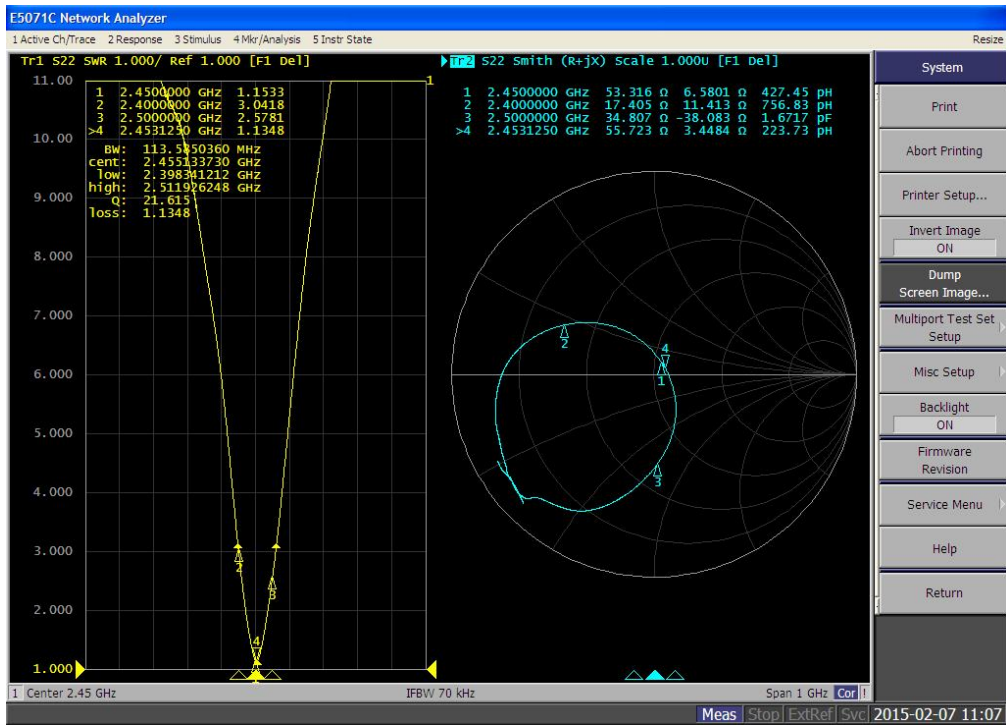 E5071C Network Analyzer
1 Active Ch/Trace 2 Response 3 Stimulus 4 Mkr/Analysis 5 Instr State Resize
Tr1 S22 SWR 1.000/ Ref 1.000 [F1 Del]
11.00
10.00
9.000
8.000
7.000
6.000
5.000
4.000
3.000
2.000
1.000
1 2.4500000 GHz 1.1533
2 2.4000000 GHz 3.0418
3 2.5000000 GHz 2.5781
>4 2.4531250 GHz 1.1348
BW: 113.5850360 MHz
cent: 2.455133730 GHz
low: 2.398341212 GHz
high: 2.511926248 GHz
Q: 21.615
loss: 1.1348
1
2
3
4
Tr2 S22 Smith (R+jX) Scale 1.000U [F1 Del]
1 2.4500000 GHz 53.316 Ω 6.5801 Ω 427.45 pH
2 2.4000000 GHz 17.405 Ω 11.413 Ω 756.83 pH
3 2.5000000 GHz 34.807 Ω -38.083 Ω 1.6717 pF
>4 2.4531250 GHz 55.723 Ω 3.4484 Ω 223.73 pH
2
4
1
3
System
Print
Abort Printing
Printer Setup...
Invert Image
ON
Dump
Screen Image...
Multiport Test Set
Setup
Misc Setup
Backlight
ON
Firmware
Revision
Service Menu
Help
Return
1 Center 2.45 GHz IFBW 70 kHz Span 1 GHz Cor !
Meas Stop ExtRef Svc 2015-02-07 11:07